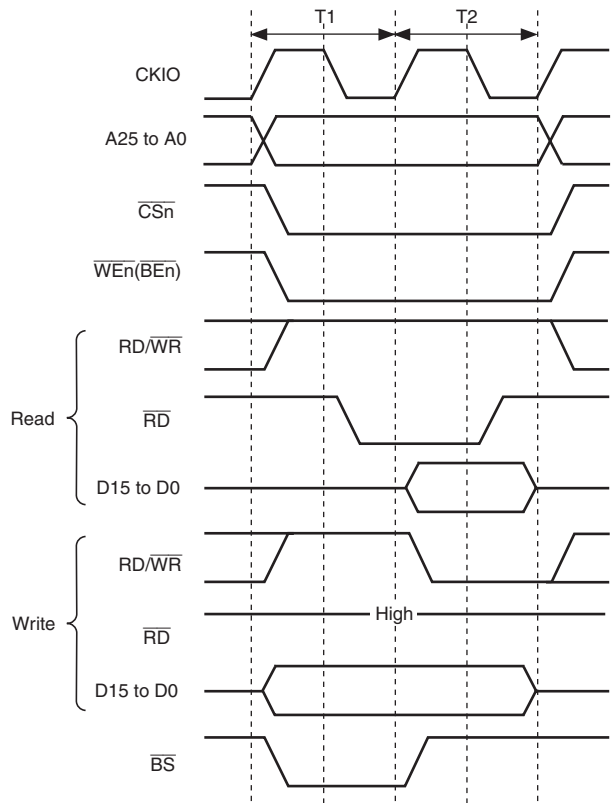 T1 T2
CKIO
A25 to A0
CSn
WEn(BEn)
RD/WR
Read
RD
D15 to D0
RD/WR
High
Write
RD
D15 to D0
BS